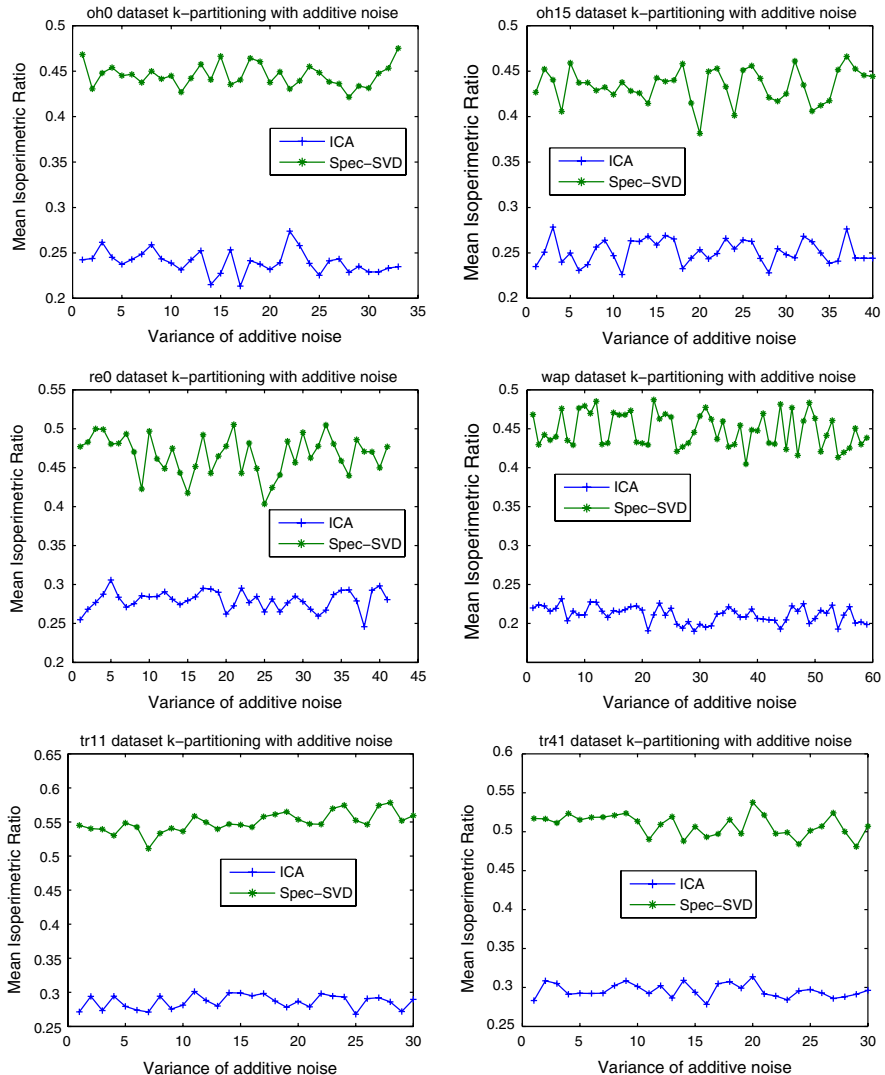 oh0 dataset k−partitioning with additive noise
0.5
0.45
0.4
0.35
0.3
0.25
0.2
Mean Isoperimetric Ratio
ICA
Spec−SVD
0 5 10 15 20 25 30 35
Variance of additive noise
oh15 dataset k−partitioning with additive noise
0.5
0.45
0.4
0.35
0.3
0.25
0.2
Mean Isoperimetric Ratio
ICA
Spec−SVD
0 5 10 15 20 25 30 35 40
Variance of additive noise
re0 dataset k−partitioning with additive noise
0.55
0.5
0.45
0.4
0.35
0.3
0.25
0.2
Mean Isoperimetric Ratio
ICA
Spec−SVD
0 5 10 15 20 25 30 35 40 45
Variance of additive noise
wap dataset k−partitioning with additive noise
0.5
0.45
0.4
0.35
0.3
0.25
0.2
Mean Isoperimetric Ratio
ICA
Spec−SVD
0 10 20 30 40 50 60
Variance of additive noise
tr11 dataset k−partitioning with additive noise
0.65
0.6
0.55
0.5
0.45
0.4
0.35
0.3
0.25
Mean Isoperimetric Ratio
ICA
Spec−SVD
0 5 10 15 20 25 30
Variance of additive noise
tr41 dataset k−partitioning with additive noise
0.6
0.55
0.5
0.45
0.4
0.35
0.3
0.25
Mean Isoperimetric Ratio
ICA
Spec−SVD
0 10 20 30
Variance of additive noise